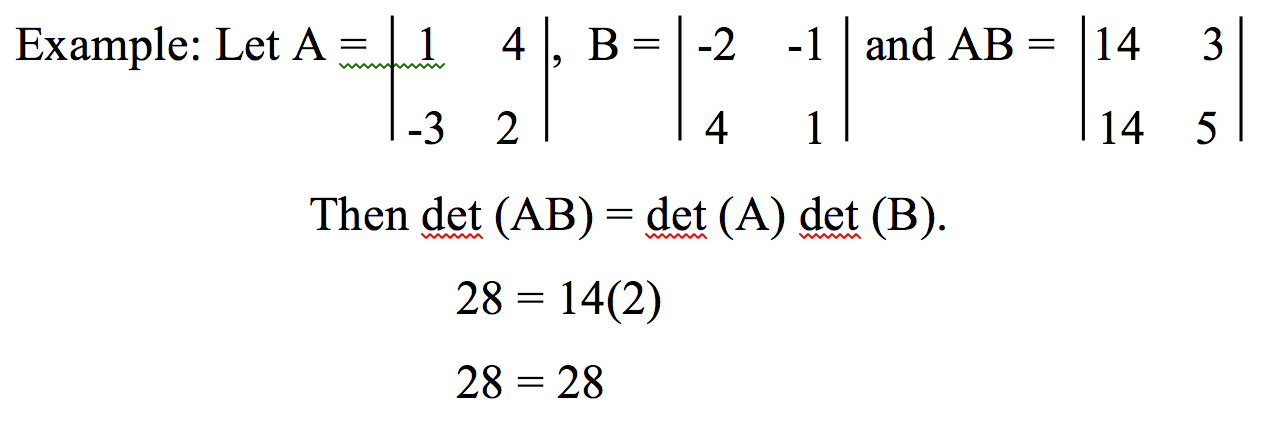 Example: Let A = | 1 4 |, B = | -2 -1 | and AB = | 14 3 |
| -3 2 | | 4 1 | | 14 5 |
Then det (AB) = det (A) det (B).
28 = 14(2)
28 = 28